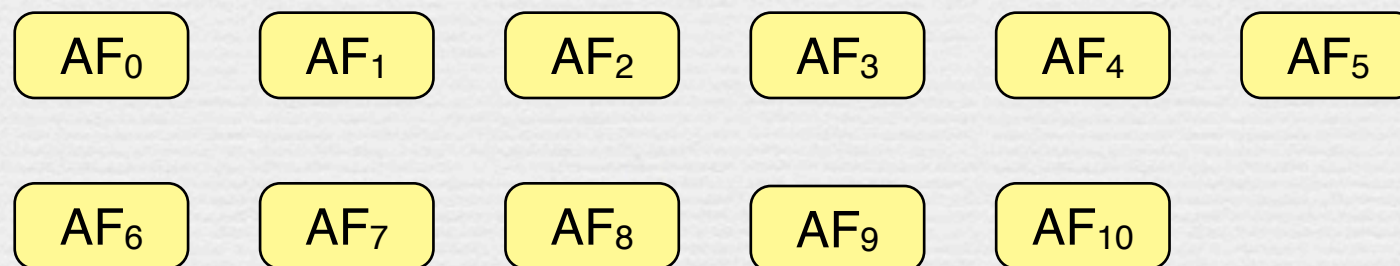 AF₀ AF₁ AF₂ AF₃ AF₄ AF₅
AF₆ AF₇ AF₈ AF₉ AF₁₀